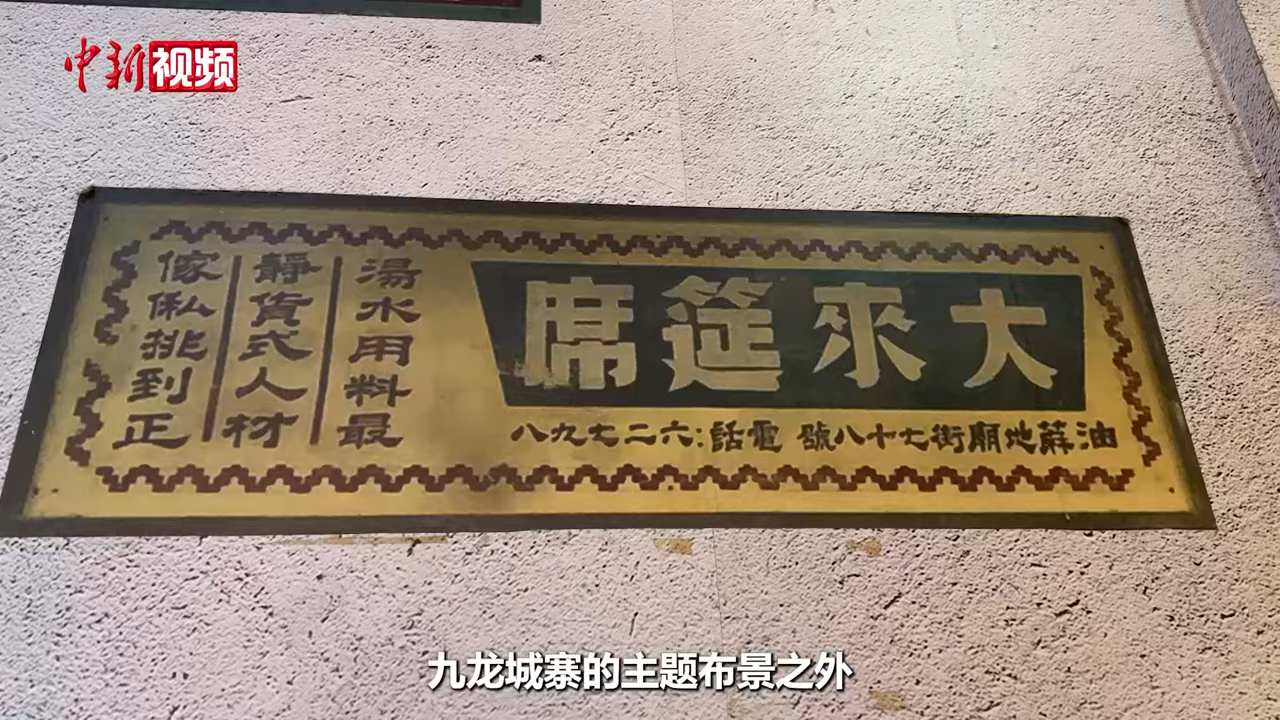 中新视频
大來筵席
油蔴地廟街七十八號 電話:六二七九八
湯水用料最
靜貨式人材
傢俬挑到正
九龙城寨的主题布景之外